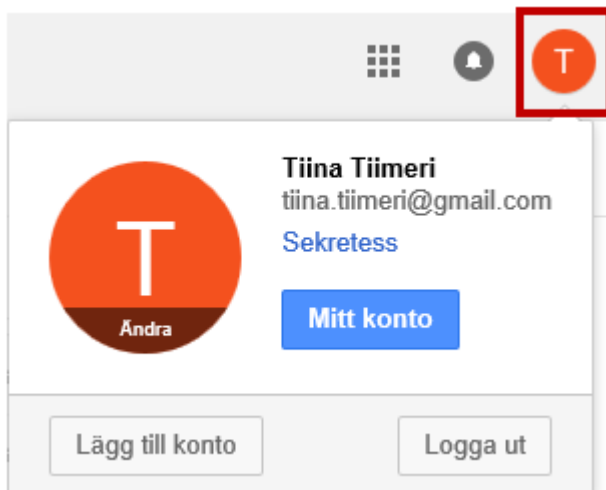 T
Tiina Tiimeri
tiina.tiimeri@gmail.com
Sekretess
T
Ändra
Mitt konto
Lägg till konto
Logga ut